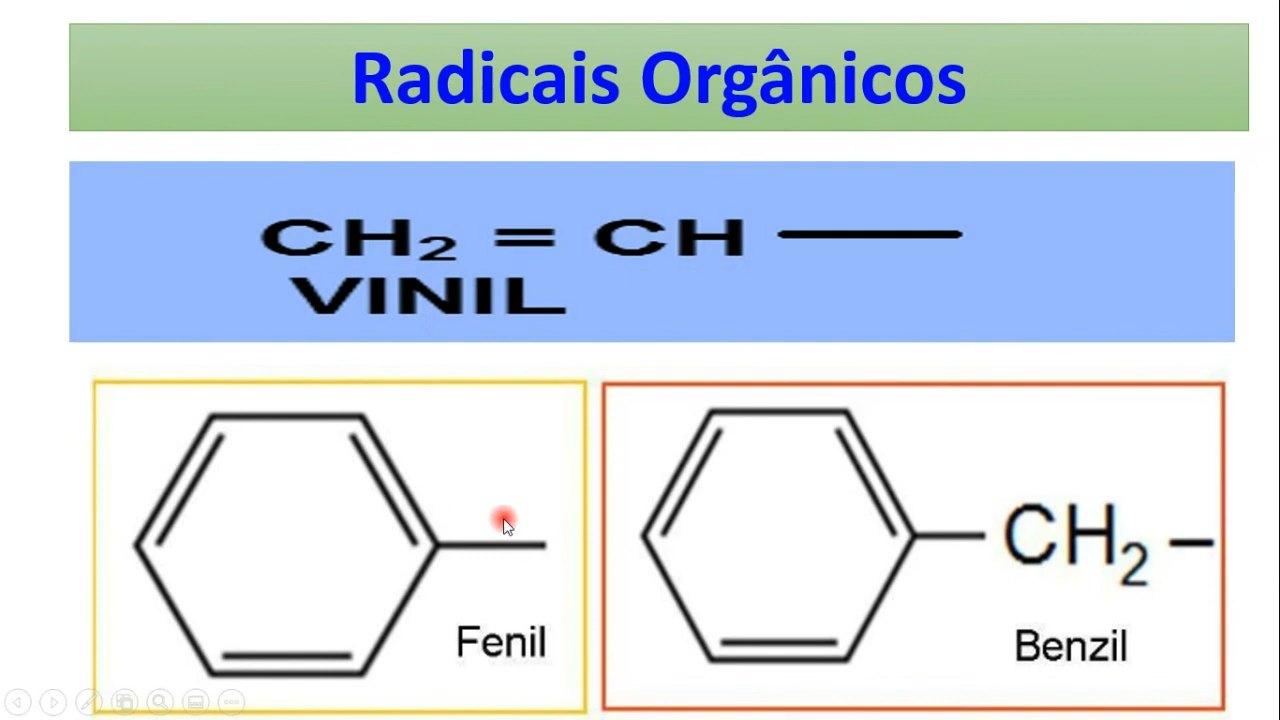 Radicais Orgânicos
CH₂ = CH —
VINIL
Fenil
CH₂ –
Benzil